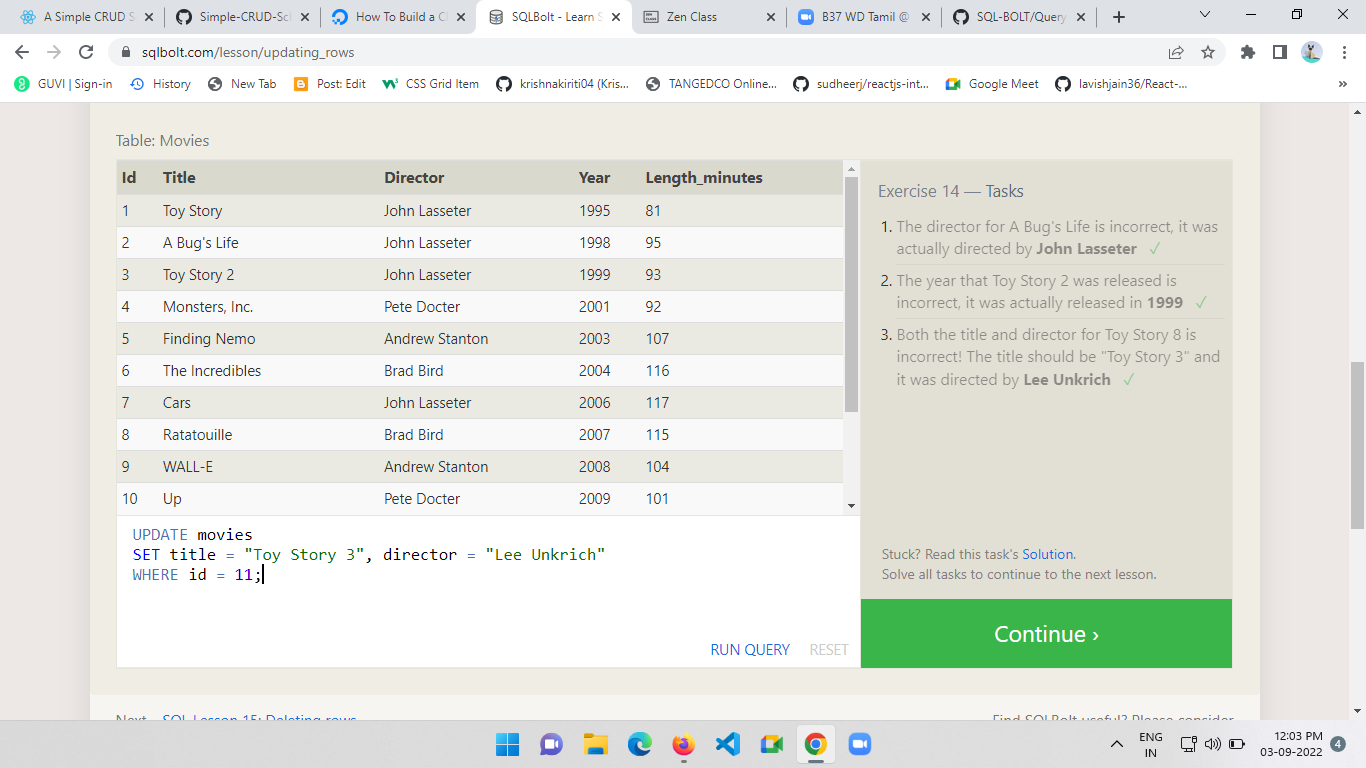 A Simple CRUD S
Simple-CRUD-Scl
How To Build a C
SQLBolt - Learn S
Zen Class
B37 WD Tamil @
SQL-BOLT/Query
sqlbolt.com/lesson/updating_rows
GUVI | Sign-in
History
New Tab
Post: Edit
CSS Grid Item
krishnakiriti04 (Kris...
TANGEDCO Online...
sudheerj/reactjs-int...
Google Meet
lavishjain36/React-...
»
Table: Movies
Id Title Director Year Length_minutes
1 Toy Story John Lasseter 1995 81
2 A Bug's Life John Lasseter 1998 95
3 Toy Story 2 John Lasseter 1999 93
4 Monsters, Inc. Pete Docter 2001 92
5 Finding Nemo Andrew Stanton 2003 107
6 The Incredibles Brad Bird 2004 116
7 Cars John Lasseter 2006 117
8 Ratatouille Brad Bird 2007 115
9 WALL-E Andrew Stanton 2008 104
10 Up Pete Docter 2009 101
UPDATE movies
SET title = "Toy Story 3", director = "Lee Unkrich"
WHERE id = 11;
RUN QUERY RESET
Exercise 14 — Tasks
1. The director for A Bug's Life is incorrect, it was
actually directed by John Lasseter ✓
2. The year that Toy Story 2 was released is
incorrect, it was actually released in 1999 ✓
3. Both the title and director for Toy Story 8 is
incorrect! The title should be "Toy Story 3" and
it was directed by Lee Unkrich ✓
Stuck? Read this task's Solution.
Solve all tasks to continue to the next lesson.
Continue ›
Next – SQL Lesson 15: Deleting rows
Find SQLBolt useful? Please consider
ENG
IN
12:03 PM
03-09-2022
4